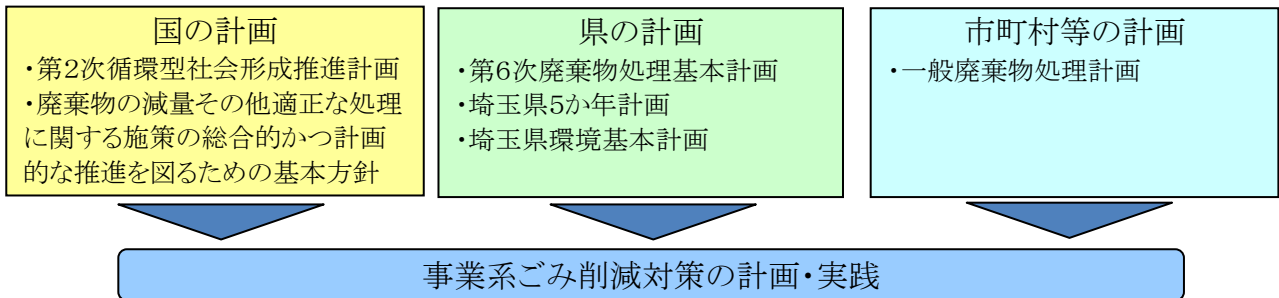 国の計画
・第2次循環型社会形成推進計画
・廃棄物の減量その他適正な処理
に関する施策の総合的かつ計画
的な推進を図るための基本方針
県の計画
・第6次廃棄物処理基本計画
・埼玉県5か年計画
・埼玉県環境基本計画
市町村等の計画
・一般廃棄物処理計画
事業系ごみ削減対策の計画・実践